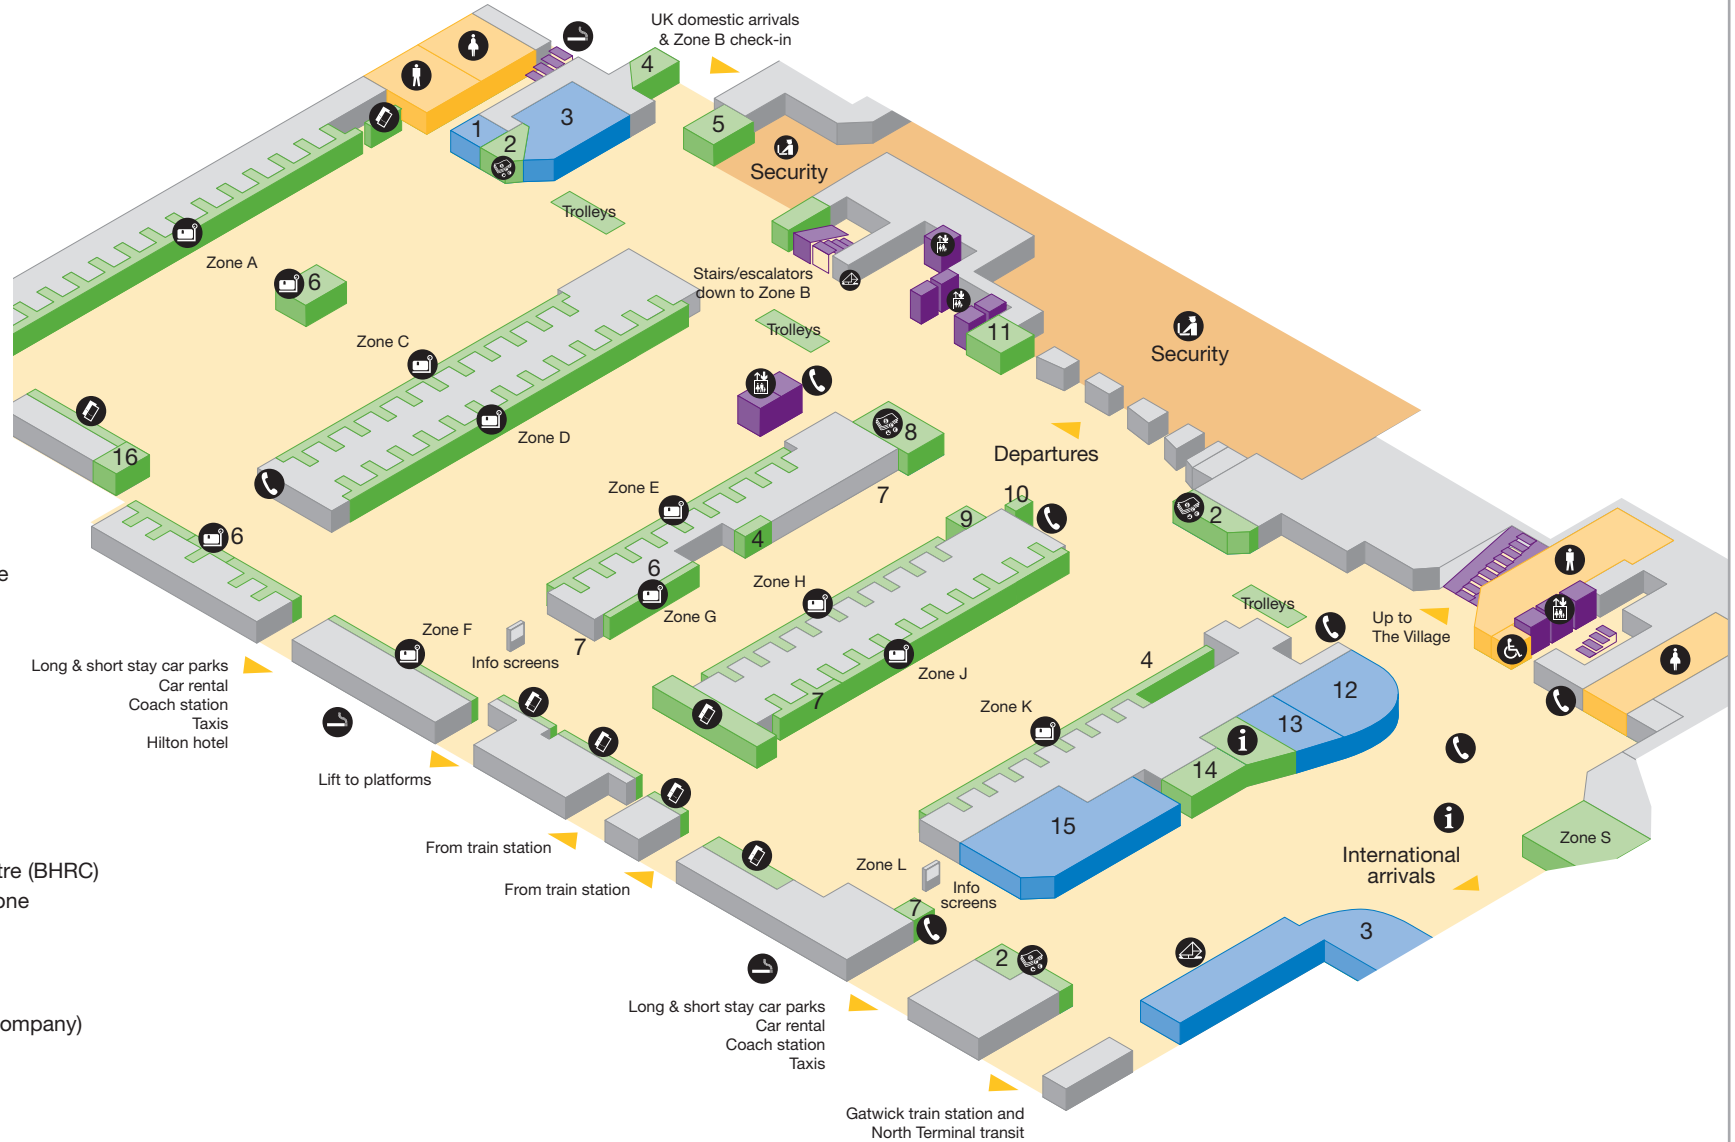 UK domestic arrivals
& Zone B check-in
4
3
1
2
5
Security
Trolleys
Zone A
6
Stairs/escalators
down to Zone B
Trolleys
Zone C
11
Security
Zone D
8
Departures
16
Zone E
7
10
9
2
6
4
6
Zone H
Zone G
7
Trolleys
Up to
The Village
e
Zone F
Info screens
Long & short stay car parks
Car rental
Coach station
Taxis
Hilton hotel
Zone J
7
4
12
13
Zone K
i
14
Lift to platforms
15
i
Zone S
From train station
International
arrivals
tre (BHRC)
one
From train station
Zone L
Info
screens
7
3
2
ompany)
Long & short stay car parks
Car rental
Coach station
Taxis
Gatwick train station and
North Terminal transit